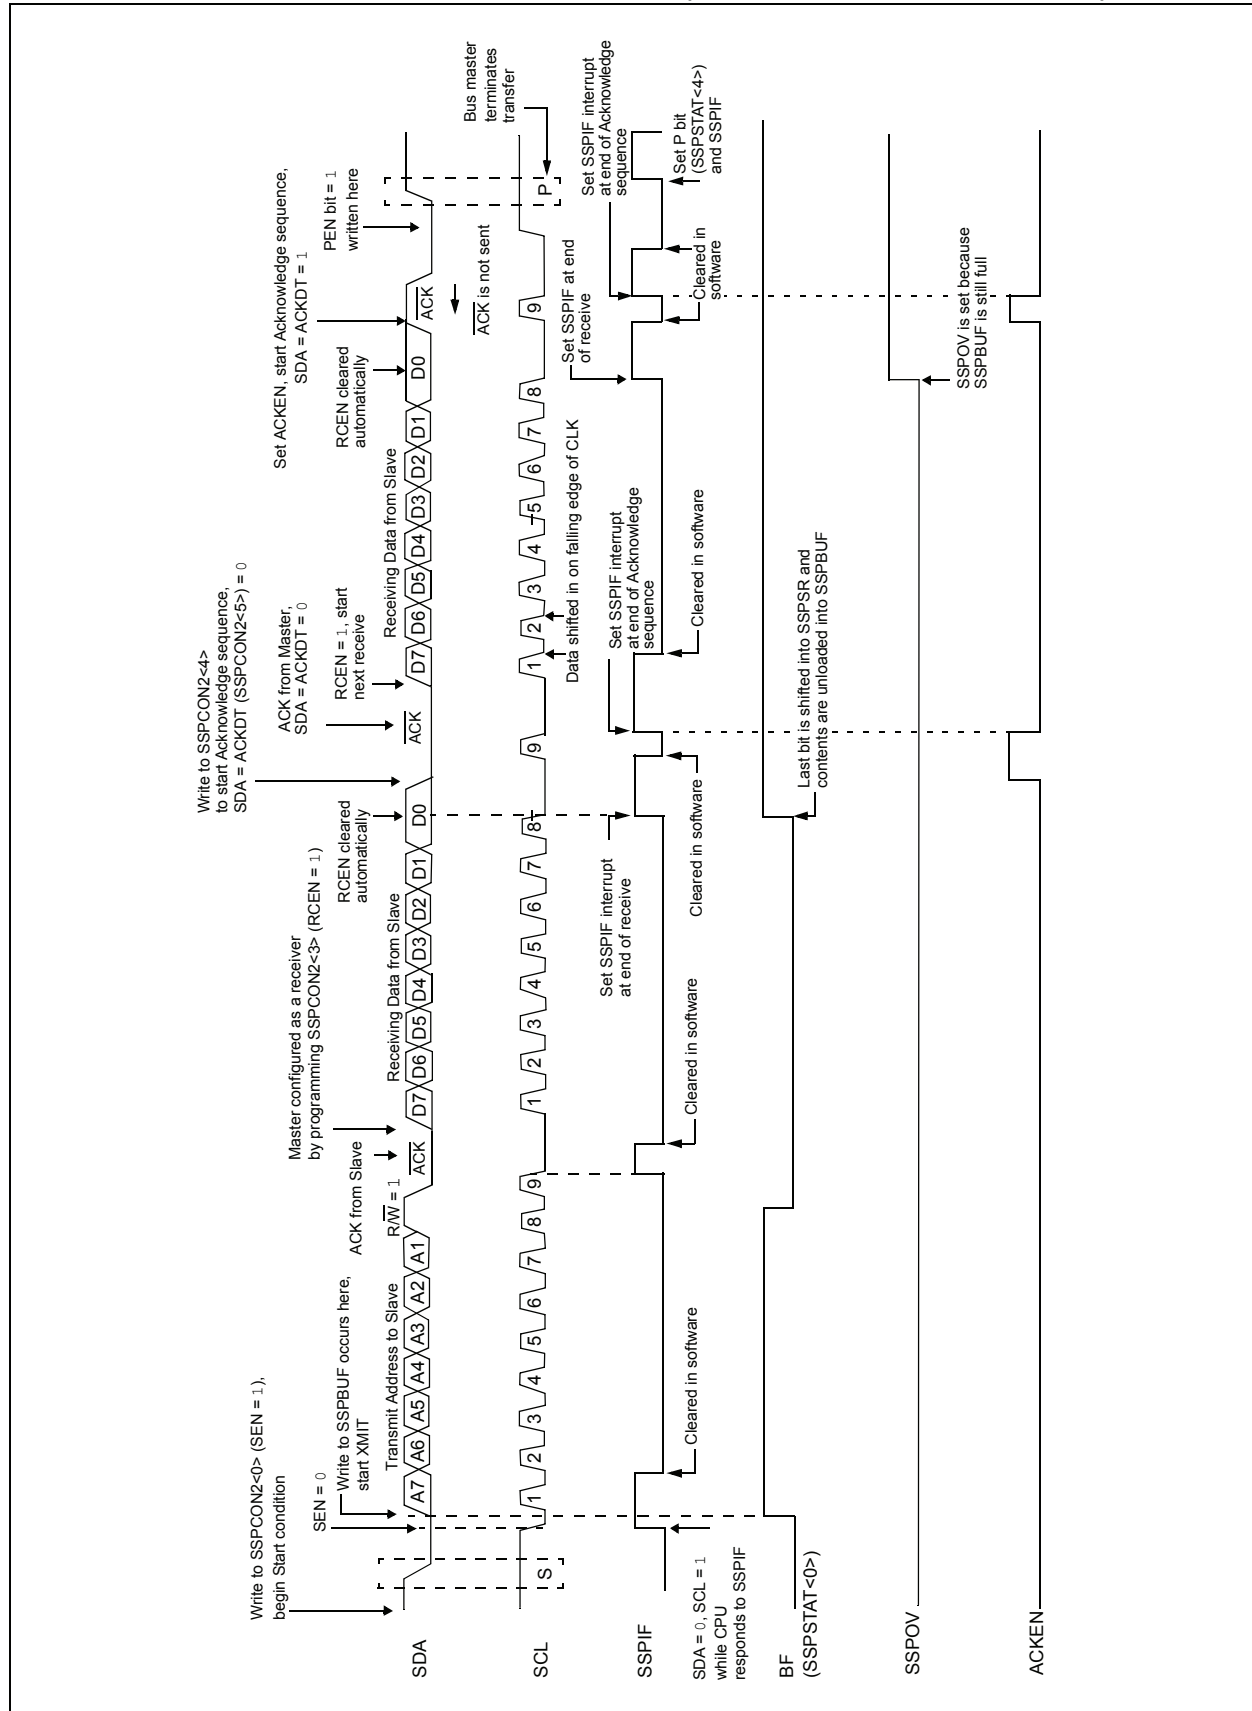 Write to SSPCON2<0> (SEN = 1),
begin Start condition
SEN = 0
Write to SSPBUF occurs here,
start XMIT
ACK from Slave
Master configured as a receiver
by programming SSPCON2<3> (RCEN = 1)
RCEN cleared
automatically
Write to SSPCON2<4>
to start Acknowledge sequence,
SDA = ACKDT (SSPCON2<5>) = 0
ACK from Master,
SDA = ACKDT = 0
RCEN = 1, start
next receive
RCEN cleared
automatically
Set ACKEN, start Acknowledge sequence,
SDA = ACKDT = 1
PEN bit = 1
written here
Transmit Address to Slave
R/W = 1
Receiving Data from Slave
Receiving Data from Slave
SDA
A7 A6 A5 A4 A3 A2 A1 ACK D7 D6 D5 D4 D3 D2 D1 D0 ACK D7 D6 D5 D4 D3 D2 D1 D0 ACK
ACK is not sent
Bus master
terminates
transfer
SCL
S 1 2 3 4 5 6 7 8 9 1 2 3 4 5 6 7 8 9 1 2 3 4 5 6 7 8 9 P
Data shifted in on falling edge of CLK
Set SSPIF interrupt
at end of receive
Set SSPIF interrupt
at end of Acknowledge
sequence
Set SSPIF at end
of receive
Set SSPIF interrupt
at end of Acknowledge
sequence
SSPIF
SDA = 0, SCL = 1
while CPU
responds to SSPIF
Cleared in software
Cleared in software
Cleared in software
Cleared in software
Cleared in
software
Set P bit
(SSPSTAT<4>)
and SSPIF
BF
(SSPSTAT<0>)
Last bit is shifted into SSPSR and
contents are unloaded into SSPBUF
SSPOV
SSPOV is set because
SSPBUF is still full
ACKEN